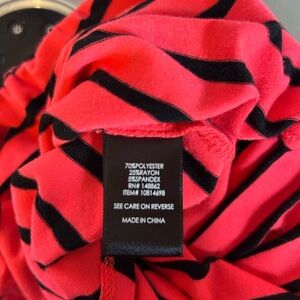 70%POLYESTER
25%RAYON
5%SPANDEX
RN# 148862
ITEM# 10814698
SEE CARE ON REVERSE
MADE IN CHINA